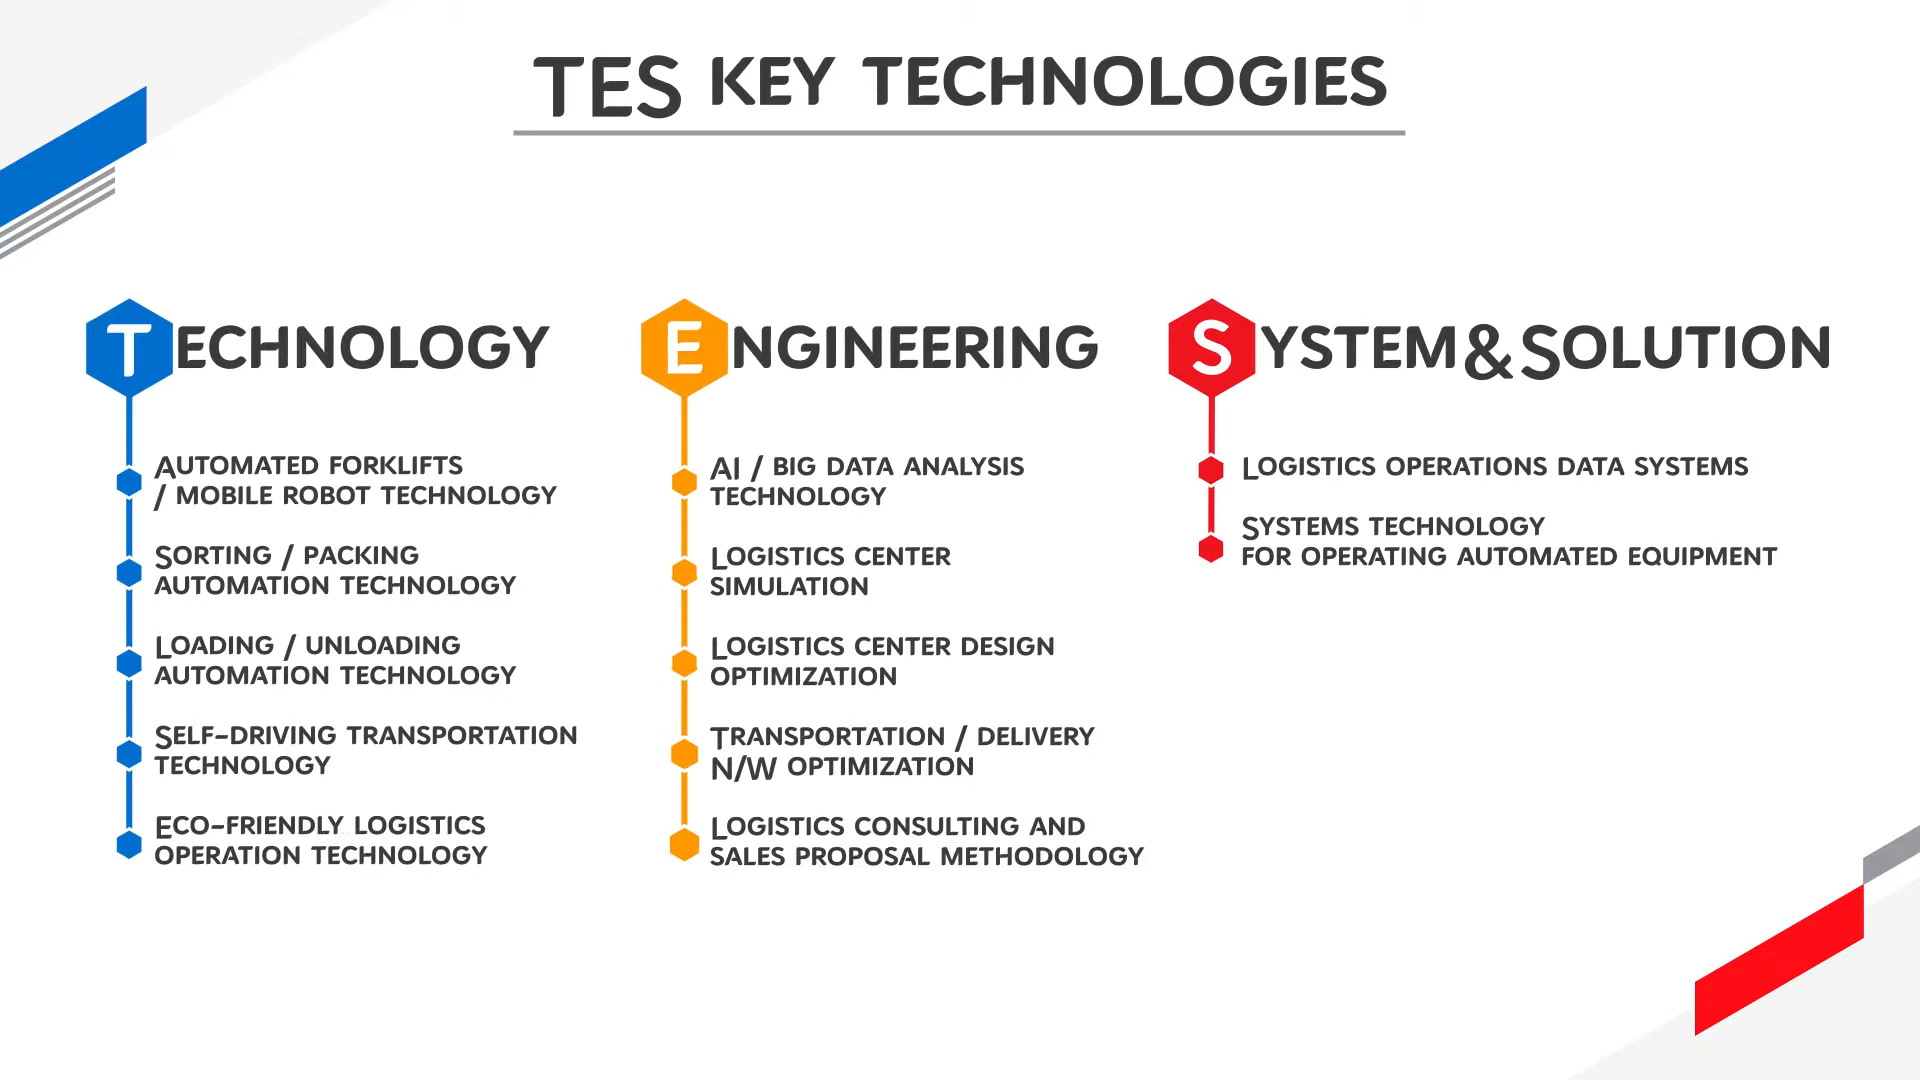 TES KEY TECHNOLOGIES
TECHNOLOGY
AUTOMATED FORKLIFTS
/ MOBILE ROBOT TECHNOLOGY
SORTING / PACKING
AUTOMATION TECHNOLOGY
LOADING / UNLOADING
AUTOMATION TECHNOLOGY
SELF-DRIVING TRANSPORTATION
TECHNOLOGY
ECO-FRIENDLY LOGISTICS
OPERATION TECHNOLOGY
ENGINEERING
AI / BIG DATA ANALYSIS
TECHNOLOGY
LOGISTICS CENTER
SIMULATION
LOGISTICS CENTER DESIGN
OPTIMIZATION
TRANSPORTATION / DELIVERY
N/W OPTIMIZATION
LOGISTICS CONSULTING AND
SALES PROPOSAL METHODOLOGY
SYSTEM&SOLUTION
LOGISTICS OPERATIONS DATA SYSTEMS
SYSTEMS TECHNOLOGY
FOR OPERATING AUTOMATED EQUIPMENT